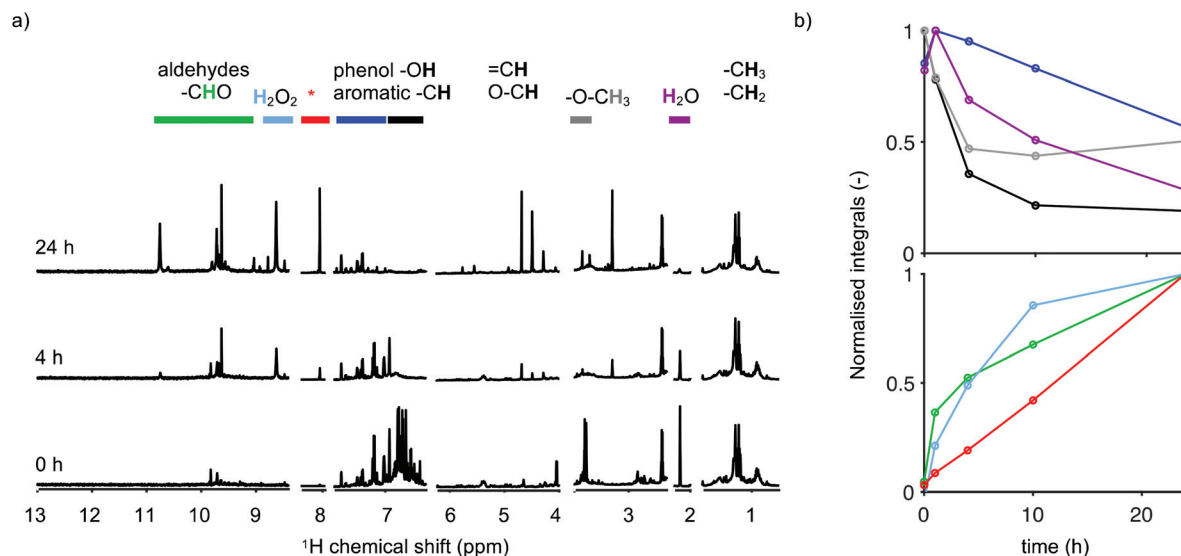 a)
aldehydes
-CHO
H₂O₂
*
phenol -OH
aromatic -CH
=CH
O-CH
-O-CH₃
H₂O
-CH₃
-CH₂
24 h
4 h
0 h
13 12 11 10 9 8 7 6 5 4 3 2 1
¹H chemical shift (ppm)
b)
Normalised integrals (-)
1
0.5
0
1
0.5
0
0 10 20
time (h)